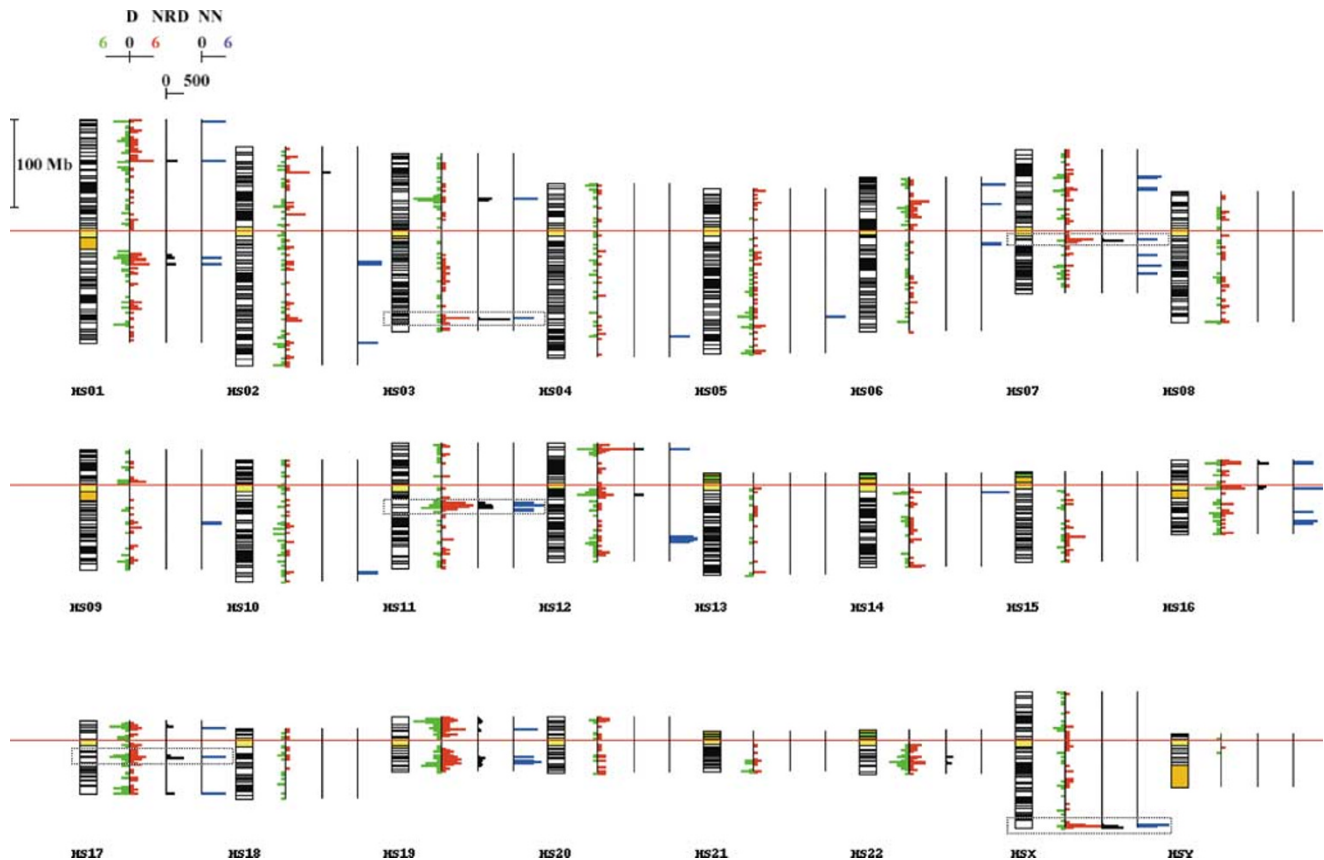 D NRD NN
6 0 6 0 6
0 500
100 Mb
HS01 HS02 HS03 HS04 HS05 HS06 HS07 HS08
HS09 HS10 HS11 HS12 HS13 HS14 HS15 HS16
HS17 HS18 HS19 HS20 HS21 HS22 HSX HSY